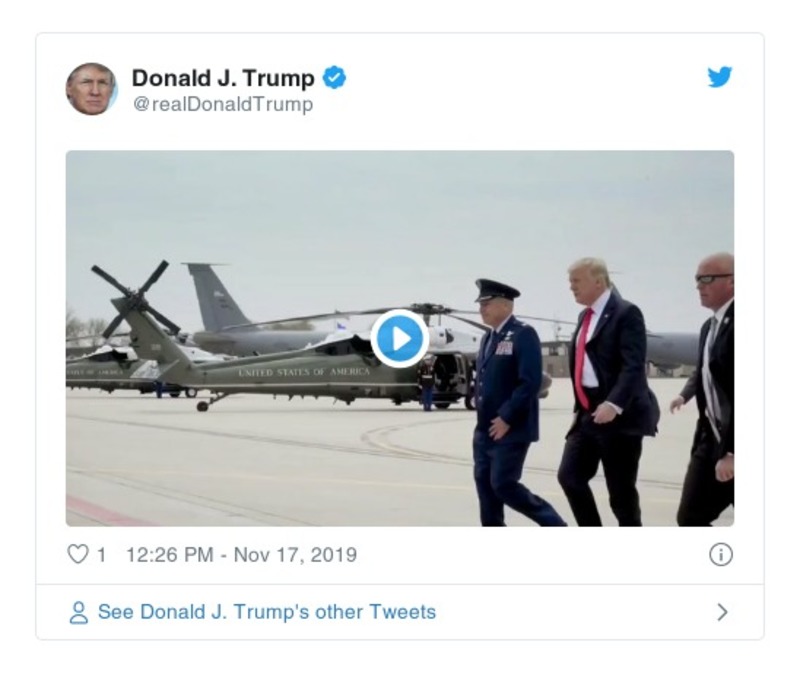 Donald J. Trump
@realDonaldTrump
UNITED STATES OF AMERICA
1 12:26 PM - Nov 17, 2019
See Donald J. Trump's other Tweets